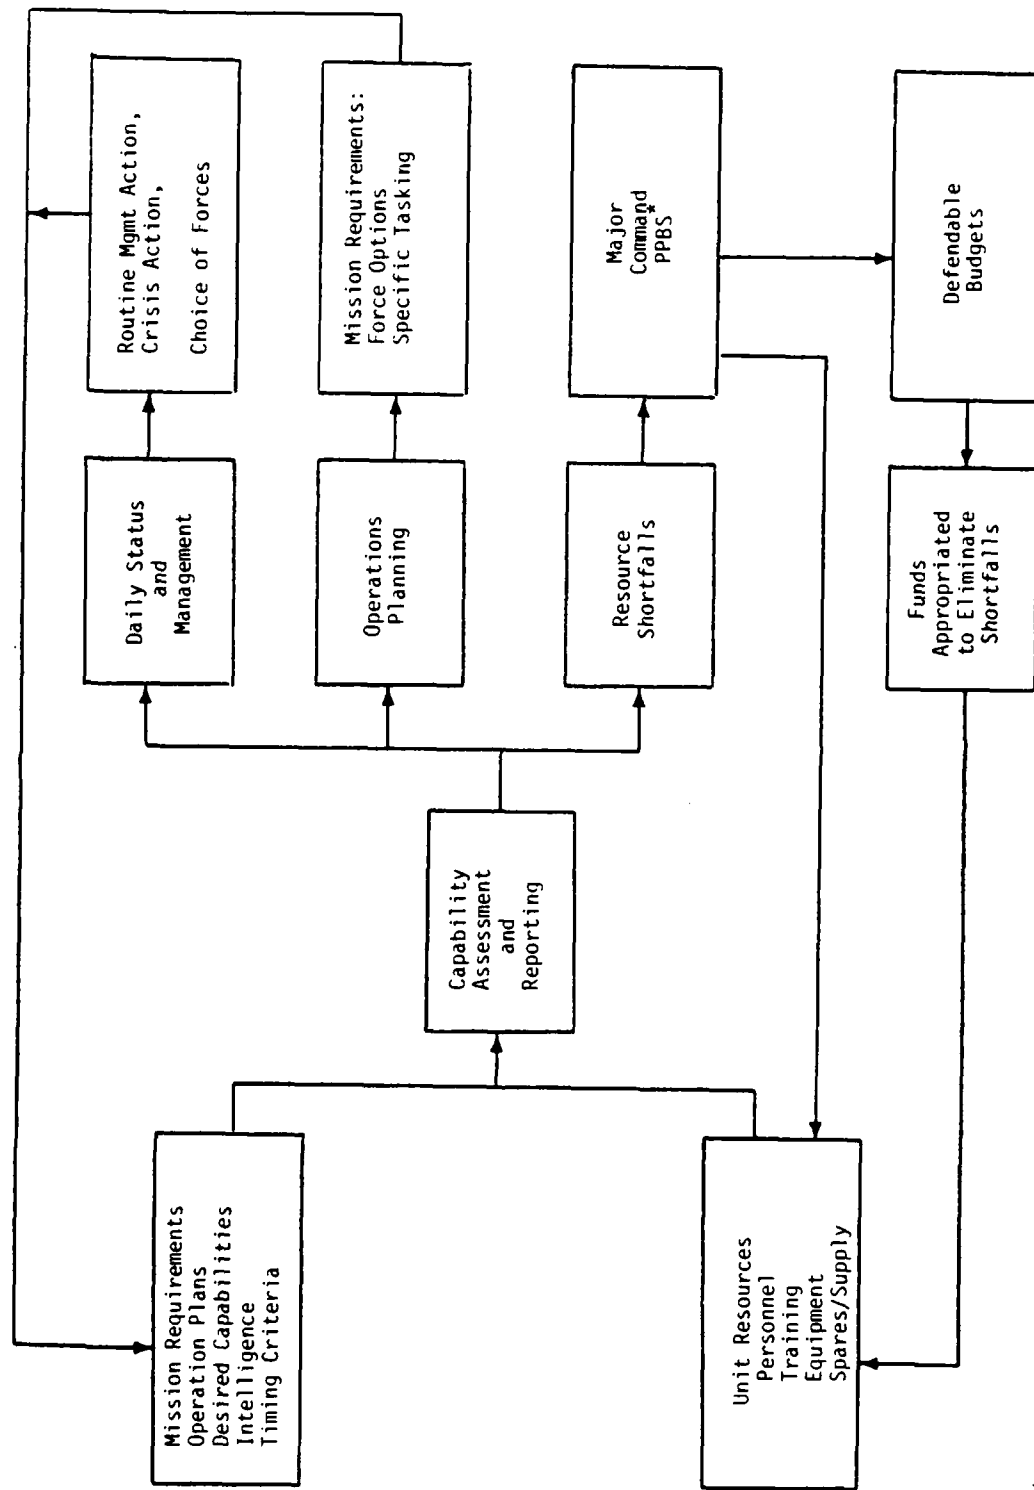 Mission Requirements
Operation Plans
Desired Capabilities
Intelligence
Timing Criteria
Unit Resources
Personnel
Training
Equipment
Spares/Supply
Capability
Assessment
and
Reporting
Daily Status
and
Management
Operations
Planning
Resource
Shortfalls
Routine Mgmt Action,
Crisis Action,
Choice of Forces
Mission Requirements:
Force Options
Specific Tasking
Major
Command
PPBS*
Defendable
Budgets
Funds
Appropriated
to Eliminate
Shortfalls